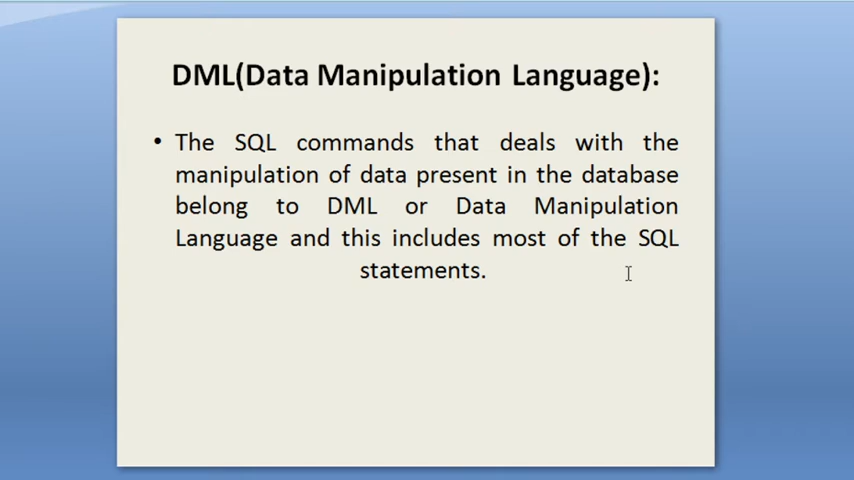 DML(Data Manipulation Language):
• The SQL commands that deals with the
manipulation of data present in the database
belong to DML or Data Manipulation
Language and this includes most of the SQL
statements.